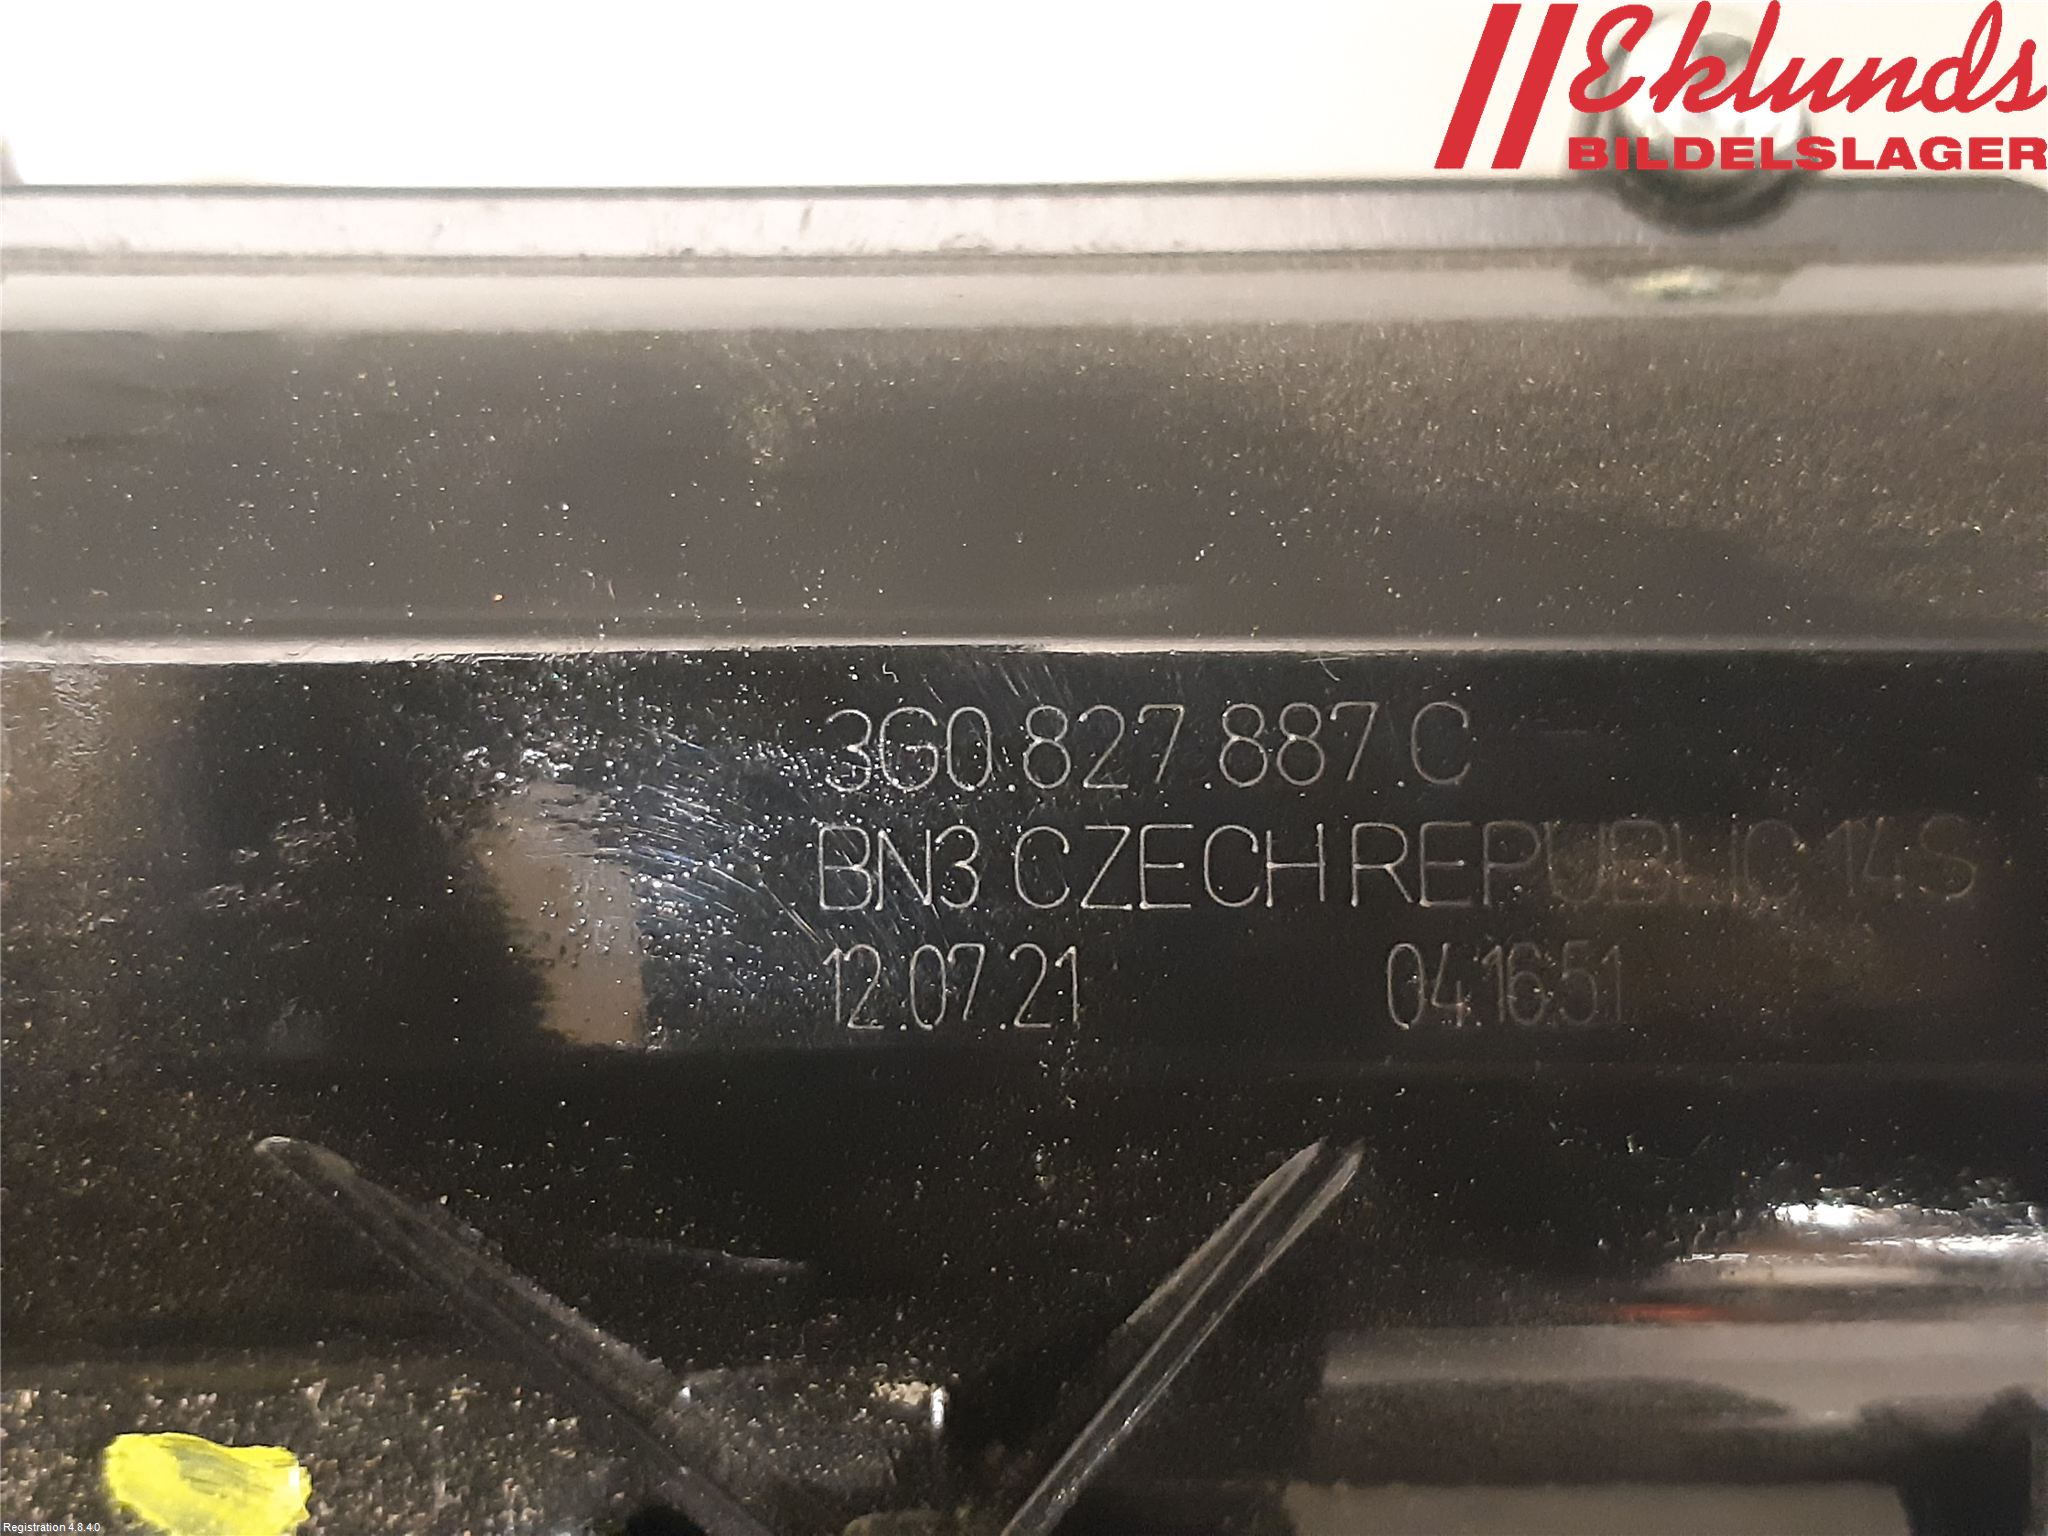 Eklunds
BILDELSLAGER
3G0.827.887.C
BN3 CZECH REPUBLIC 14S
12.07.21 04:16:51
Registration 4.8.4.0